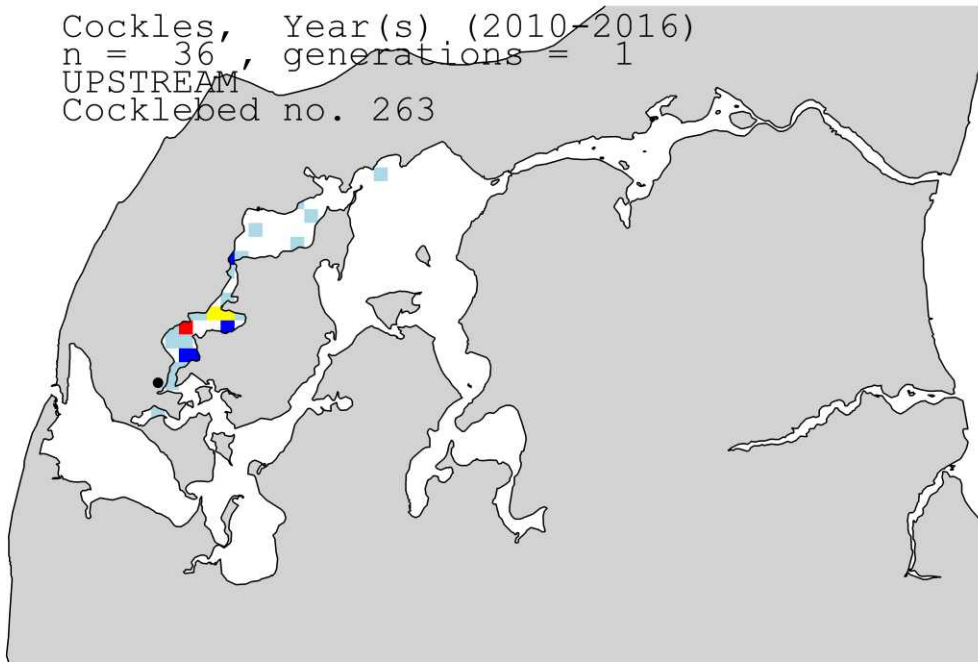 Cockles, Year(s) (2010-2016)
n = 36 , generations = 1
UPSTREAM
Cocklebed no. 263